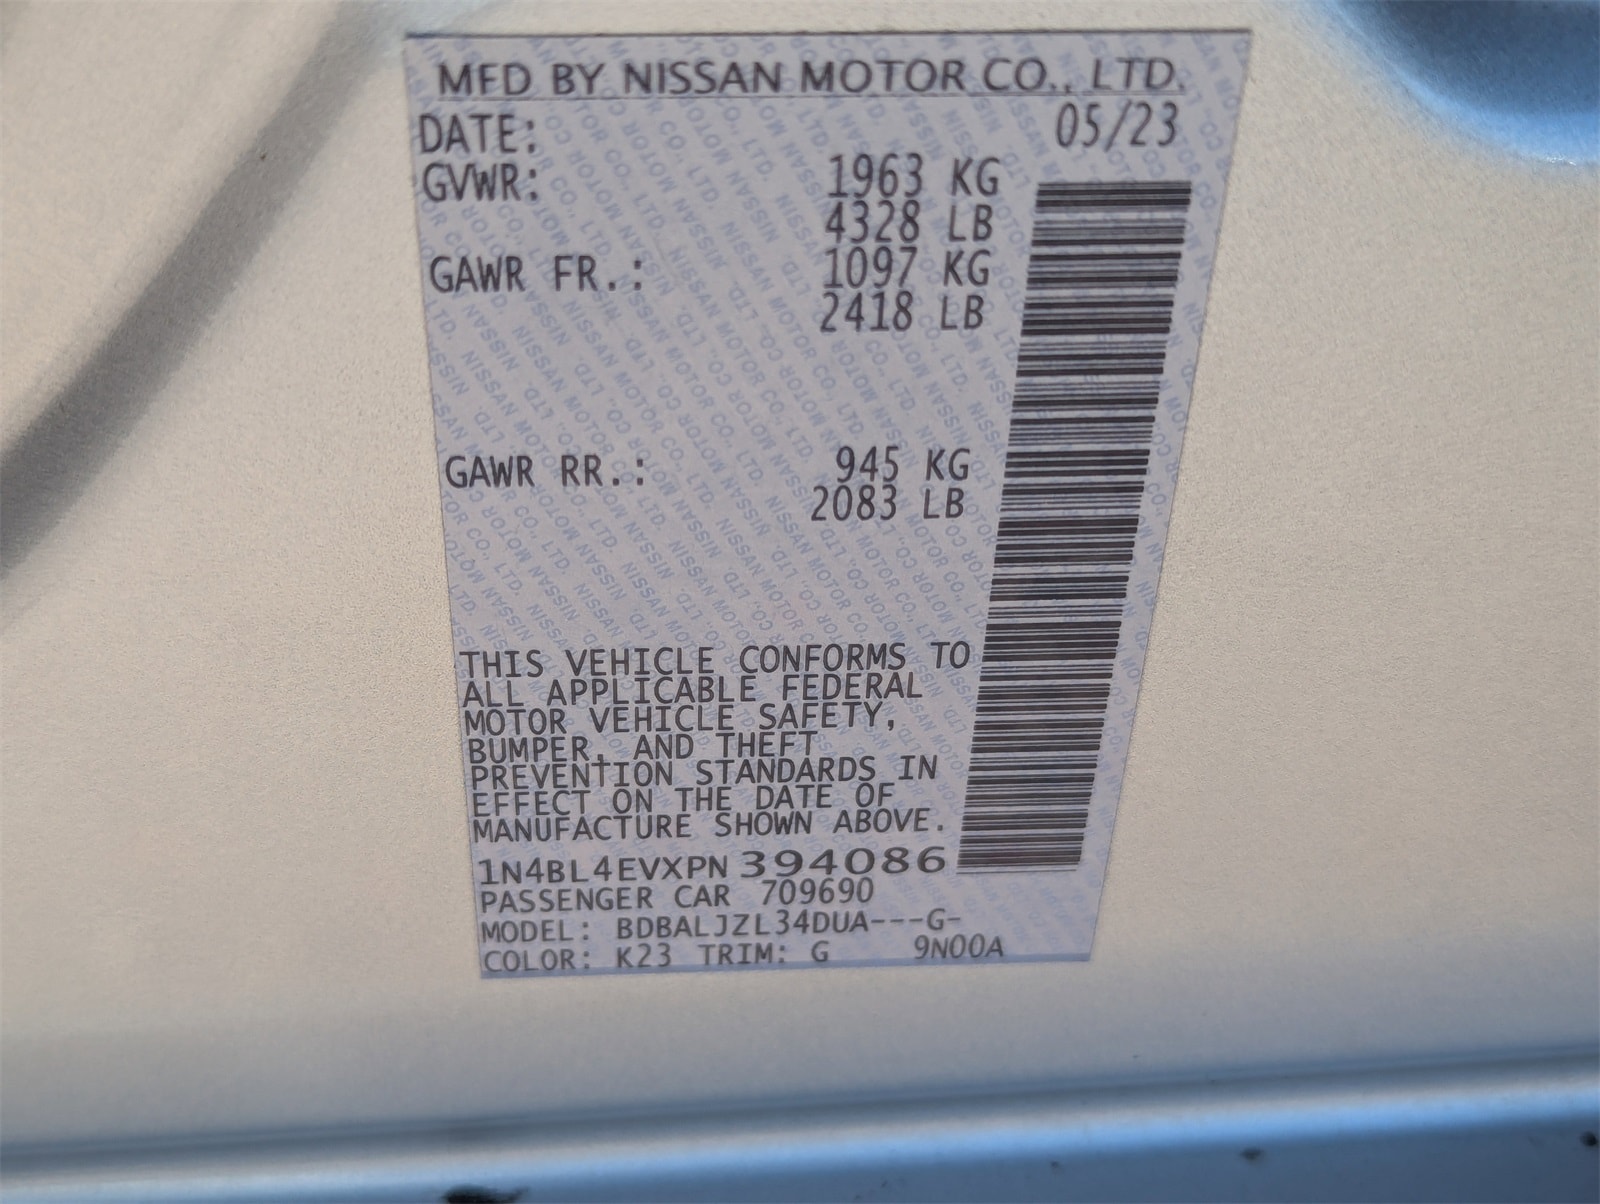 MFD BY NISSAN MOTOR CO., LTD.
DATE: 05/23
GVWR: 1963 KG
4328 LB
GAWR FR.: 1097 KG
2418 LB
GAWR RR.: 945 KG
2083 LB
THIS VEHICLE CONFORMS TO
ALL APPLICABLE FEDERAL
MOTOR VEHICLE SAFETY,
BUMPER, AND THEFT
PREVENTION STANDARDS IN
EFFECT ON THE DATE OF
MANUFACTURE SHOWN ABOVE.
1N4BL4EVXPN394086
PASSENGER CAR 709690
MODEL: BDBALJZL34DUA---G-
COLOR: K23 TRIM: G 9N00A